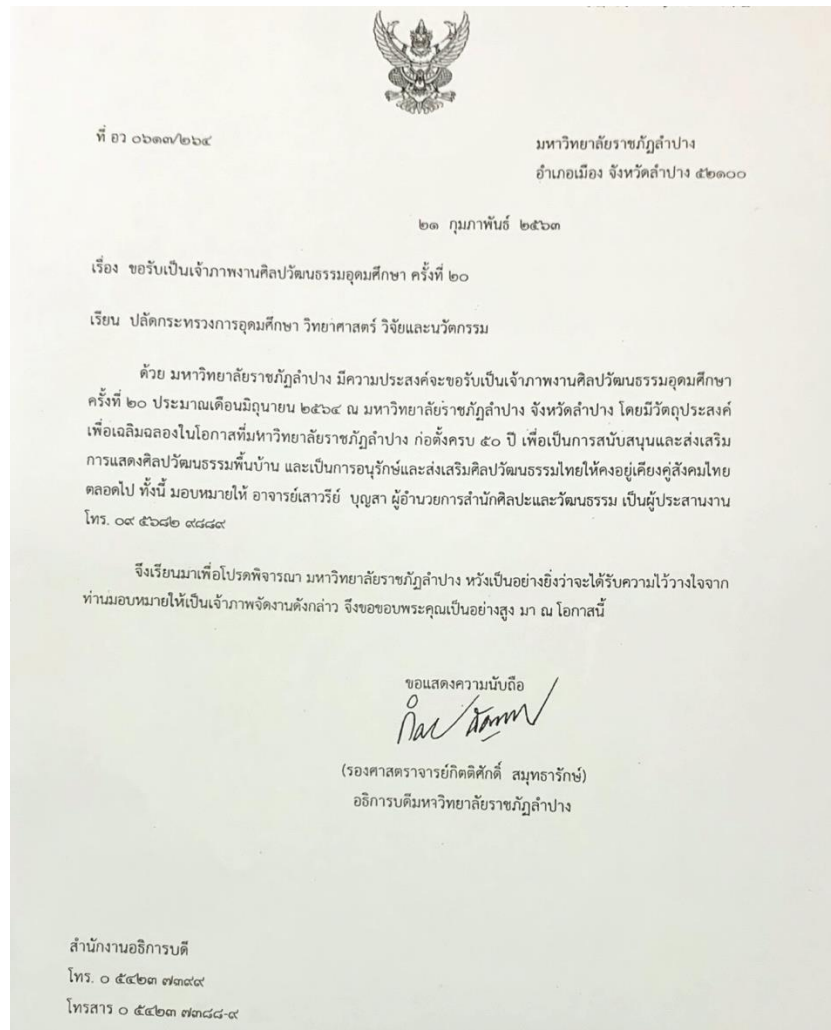 ที่ อว ๐๖๑๓/๒๖๔
มหาวิทยาลัยราชภัฏลำปาง
อำเภอเมือง จังหวัดลำปาง ๕๒๑๐๐
๒๑ กุมภาพันธ์ ๒๕๖๓
เรื่อง ขอรับเป็นเจ้าภาพงานศิลปวัฒนธรรมอุดมศึกษา ครั้งที่ ๒๐
เรียน ปลัดกระทรวงการอุดมศึกษา วิทยาศาสตร์ วิจัยและนวัตกรรม
ด้วย มหาวิทยาลัยราชภัฏลำปาง มีความประสงค์จะขอรับเป็นเจ้าภาพงานศิลปวัฒนธรรมอุดมศึกษา
ครั้งที่ ๒๐ ประมาณเดือนมิถุนายน ๒๕๖๔ ณ มหาวิทยาลัยราชภัฏลำปาง จังหวัดลำปาง โดยมีวัตถุประสงค์
เพื่อเฉลิมฉลองในโอกาสที่มหาวิทยาลัยราชภัฏลำปาง ก่อตั้งครบ ๕๐ ปี เพื่อเป็นการสนับสนุนและส่งเสริม
การแสดงศิลปวัฒนธรรมพื้นบ้าน และเป็นการอนุรักษ์และส่งเสริมศิลปวัฒนธรรมไทยให้คงอยู่เคียงคู่สังคมไทย
ตลอดไป ทั้งนี้ มอบหมายให้ อาจารย์เสาวรีย์ บุญสา ผู้อำนวยการสำนักศิลปะและวัฒนธรรม เป็นผู้ประสานงาน
โทร. ๐๙ ๕๖๘๒ ๙๘๘๙
จึงเรียนมาเพื่อโปรดพิจารณา มหาวิทยาลัยราชภัฏลำปาง หวังเป็นอย่างยิ่งว่าจะได้รับความไว้วางใจจาก
ท่านมอบหมายให้เป็นเจ้าภาพจัดงานดังกล่าว จึงขอขอบพระคุณเป็นอย่างสูง มา ณ โอกาสนี้
ขอแสดงความนับถือ
(รองศาสตราจารย์กิตติศักดิ์ สมุทธารักษ์)
อธิการบดีมหาวิทยาลัยราชภัฏลำปาง
สำนักงานอธิการบดี
โทร. ๐ ๕๔๒๓ ๗๓๙๙
โทรสาร ๐ ๕๔๒๓ ๗๓๘๘-๙